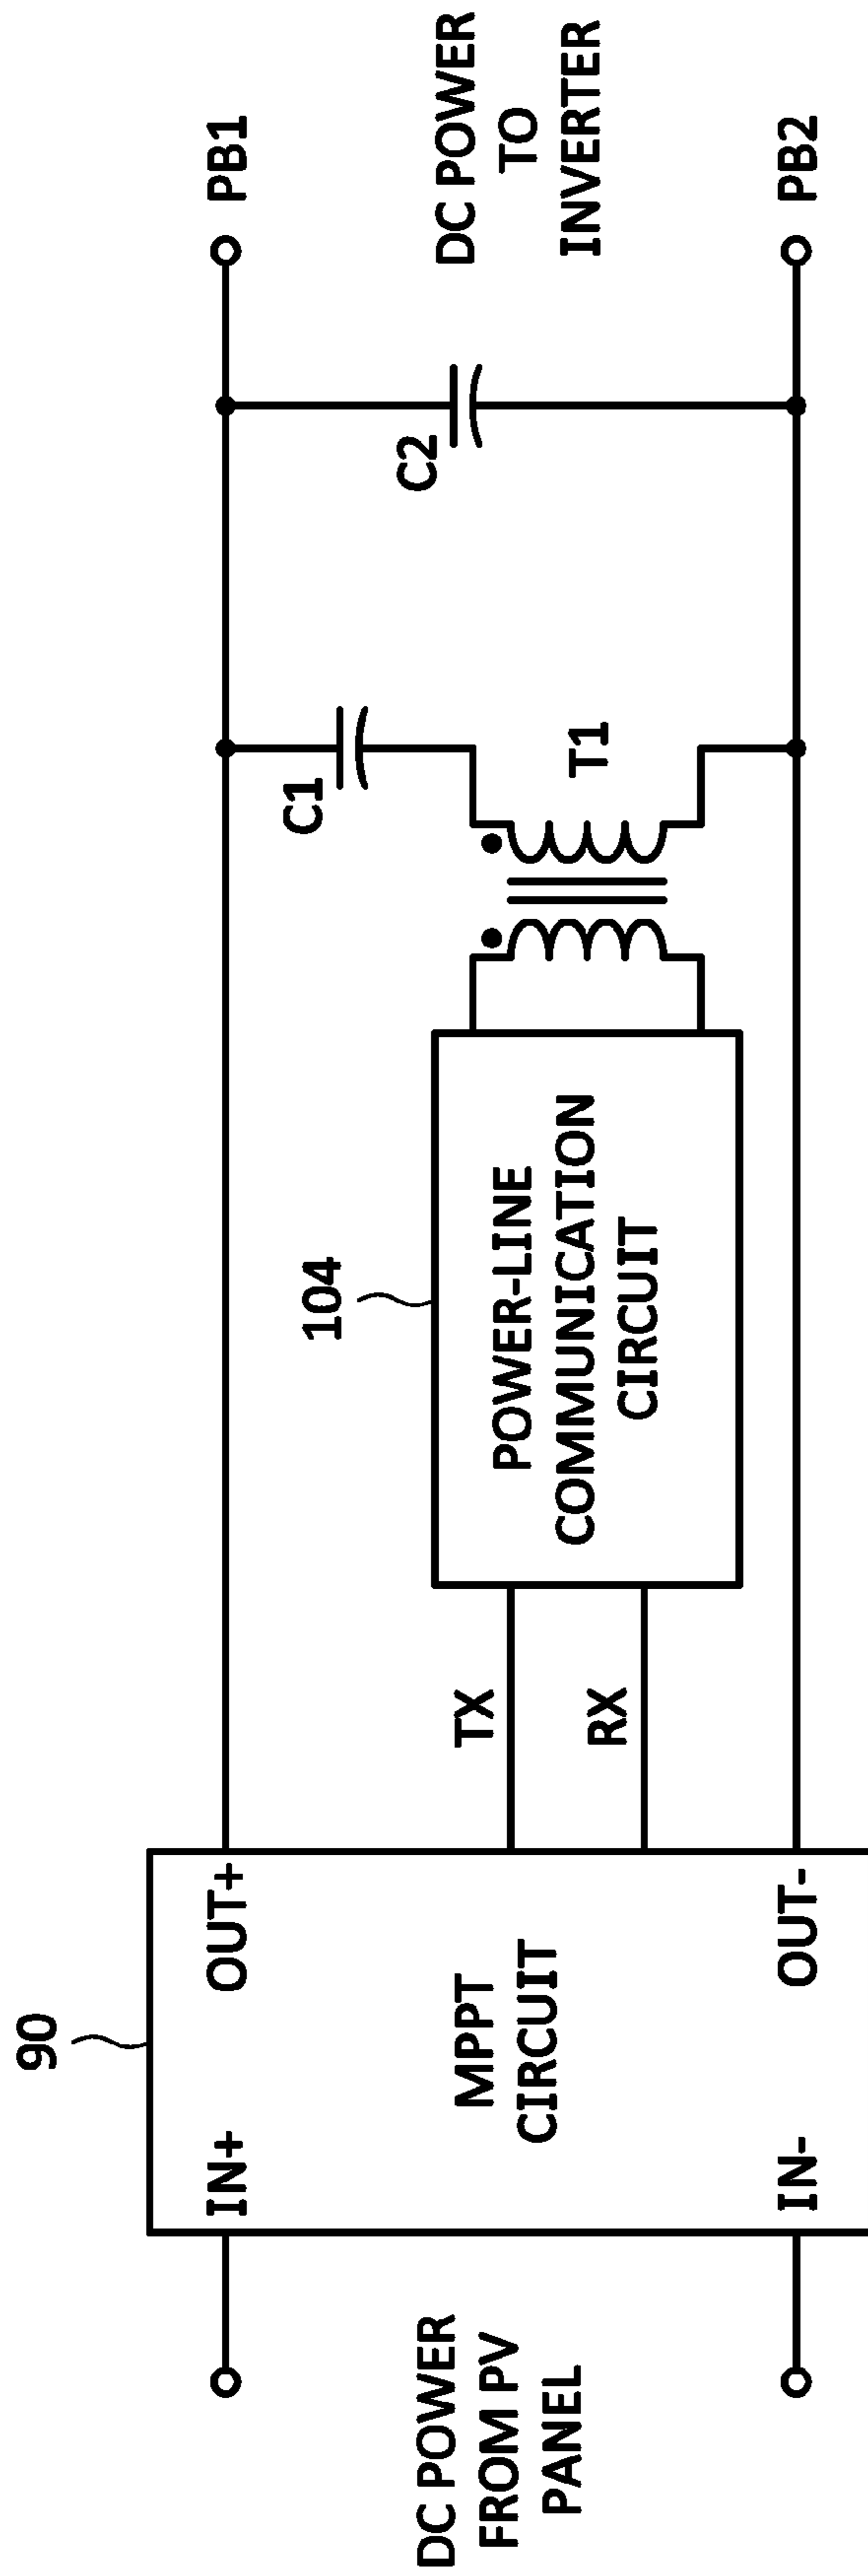 90
DC POWER
FROM PV
PANEL
IN+
OUT+
MPPT
CIRCUIT
IN-
OUT-
TX
RX
104
POWER-LINE
COMMUNICATION
CIRCUIT
C1
T1
C2
PB1
DC POWER
TO
INVERTER
PB2